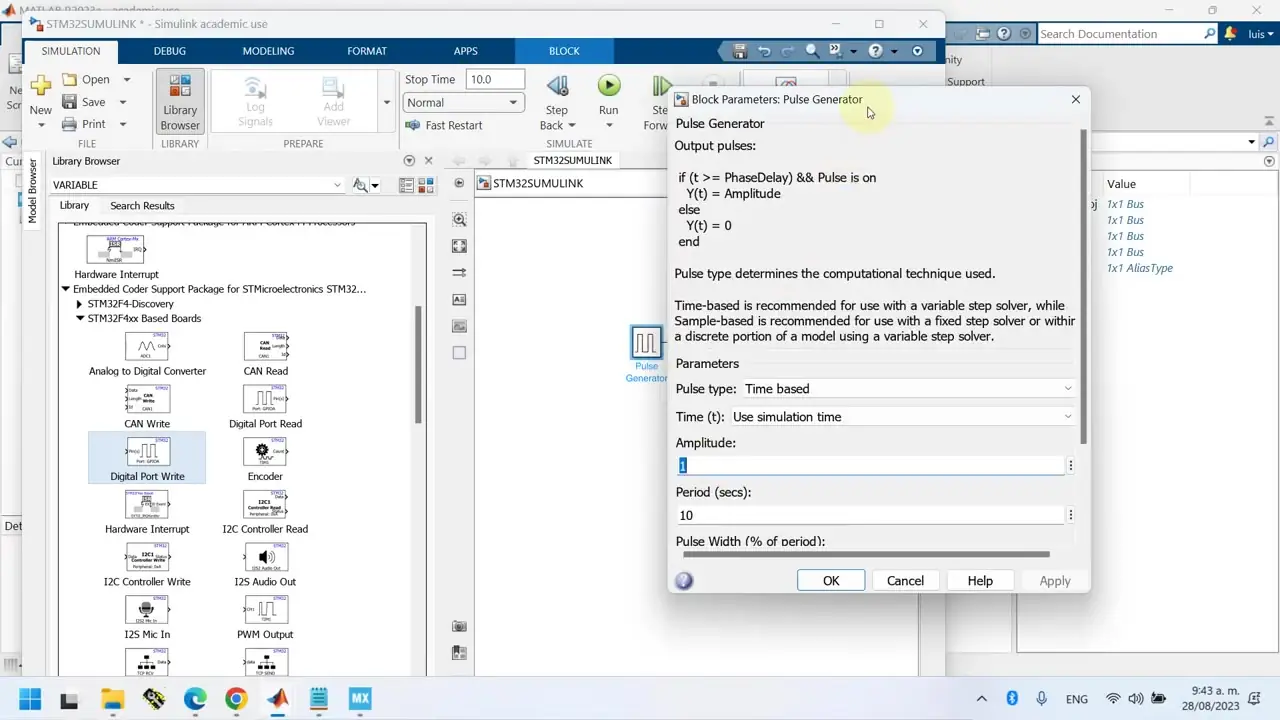 STM32SUMULINK * - Simulink academic use
SIMULATION
DEBUG
MODELING
FORMAT
APPS
BLOCK
Search Documentation
luis
New
Open
Save
Print
FILE
Library
Browser
LIBRARY
Log
Signals
Add
Viewer
PREPARE
Stop Time 10.0
Normal
Fast Restart
Step
Back
Run
SIMULATE
Support
Model Browser
Library Browser
VARIABLE
Library
Search Results
Hardware Interrupt
Embedded Coder Support Package for STMicroelectronics STM32...
STM32F4-Discovery
STM32F4xx Based Boards
Analog to Digital Converter
CAN Read
CAN Write
Digital Port Read
Digital Port Write
Encoder
Hardware Interrupt
I2C Controller Read
I2C Controller Write
I2S Audio Out
I2S Mic In
PWM Output
STM32SUMULINK
STM32SUMULINK
Pulse
Generator
Block Parameters: Pulse Generator
Pulse Generator
Output pulses:
if (t >= PhaseDelay) && Pulse is on
Y(t) = Amplitude
else
Y(t) = 0
end
Pulse type determines the computational technique used.
Time-based is recommended for use with a variable step solver, while
Sample-based is recommended for use with a fixed step solver or within
a discrete portion of a model using a variable step solver.
Parameters
Pulse type: Time based
Time (t): Use simulation time
Amplitude:
1
Period (secs):
10
Pulse Width (% of period):
OK
Cancel
Help
Apply
Value
1x1 Bus
1x1 Bus
1x1 Bus
1x1 Bus
1x1 AliasType
MX
ENG
9:43 a. m.
28/08/2023